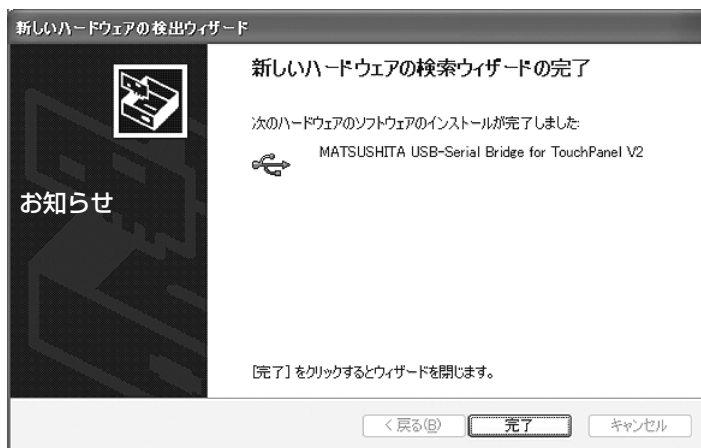 新しいハードウェアの検出ウィザード
新しいハードウェアの検索ウィザードの完了
次のハードウェアのソフトウェアのインストールが完了しました:
MATSUSHITA USB-Serial Bridge for TouchPanel V2
お知らせ
[完了] をクリックするとウィザードを閉じます。
< 戻る(B)
完了
キャンセル